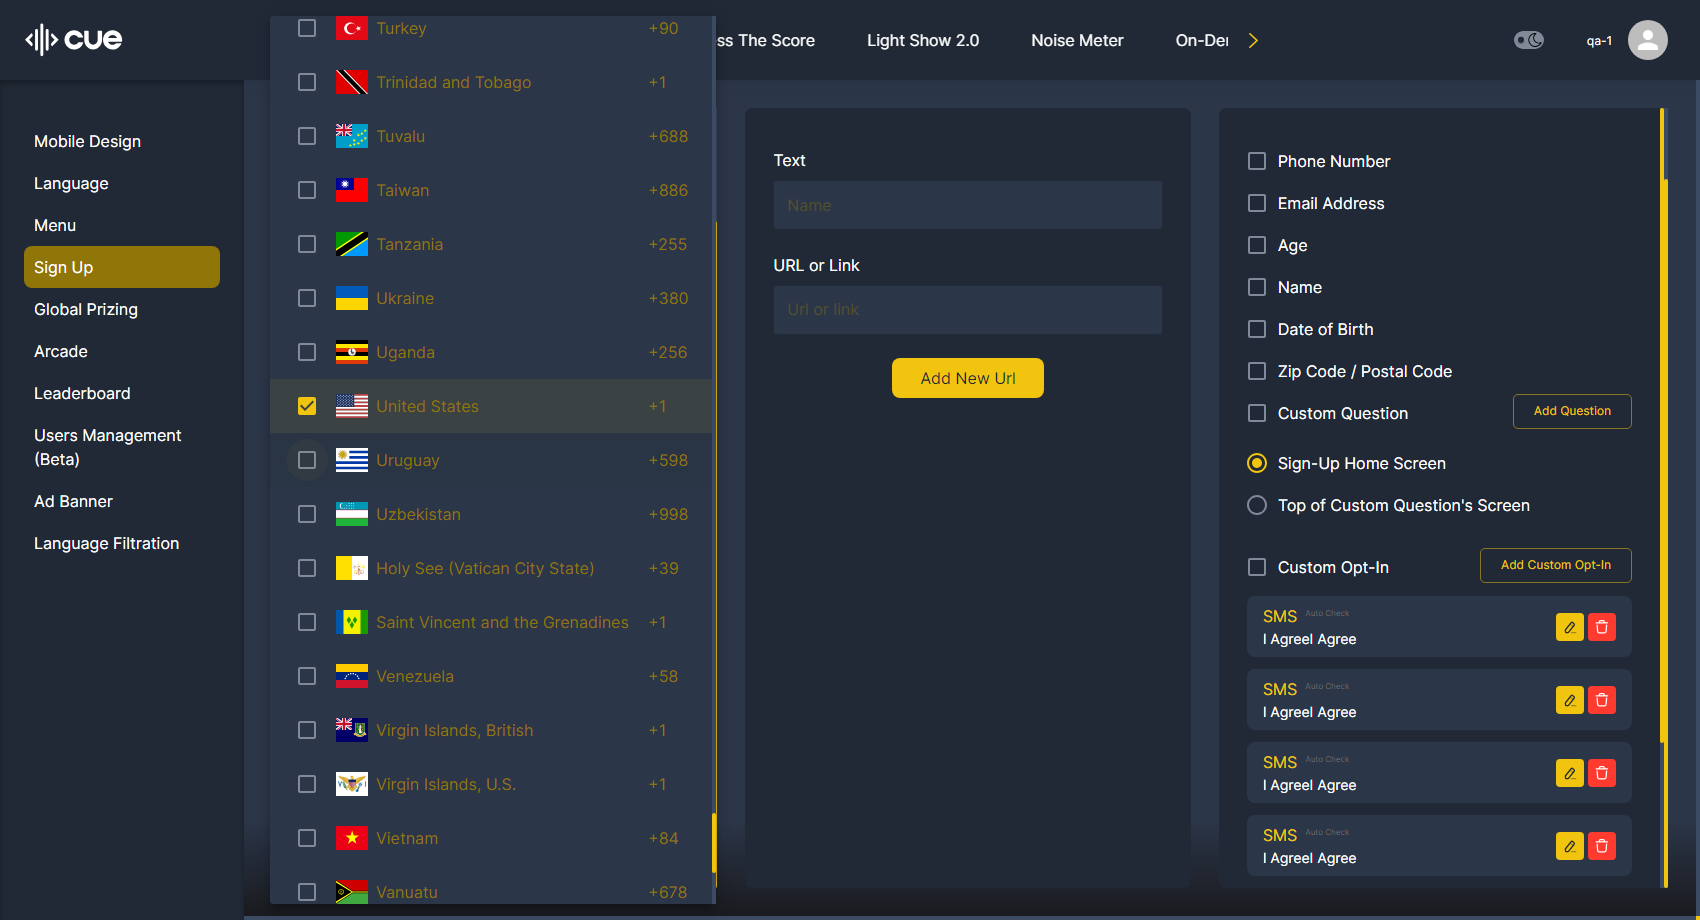 cue
ss The Score
Light Show 2.0
Noise Meter
On-De
qa-1
Mobile Design
Language
Menu
Sign Up
Global Prizing
Arcade
Leaderboard
Users Management
(Beta)
Ad Banner
Language Filtration
Turkey +90
Trinidad and Tobago +1
Tuvalu +688
Taiwan +886
Tanzania +255
Ukraine +380
Uganda +256
United States +1
Uruguay +598
Uzbekistan +998
Holy See (Vatican City State) +39
Saint Vincent and the Grenadines +1
Venezuela +58
Virgin Islands, British +1
Virgin Islands, U.S. +1
Vietnam +84
Vanuatu +678
Text
Name
URL or Link
Url or link
Add New Url
Phone Number
Email Address
Age
Name
Date of Birth
Zip Code / Postal Code
Custom Question
Add Question
Sign-Up Home Screen
Top of Custom Question's Screen
Custom Opt-In
Add Custom Opt-In
SMS Auto Check
I AgreeI Agree
SMS Auto Check
I AgreeI Agree
SMS Auto Check
I AgreeI Agree
SMS Auto Check
I AgreeI Agree